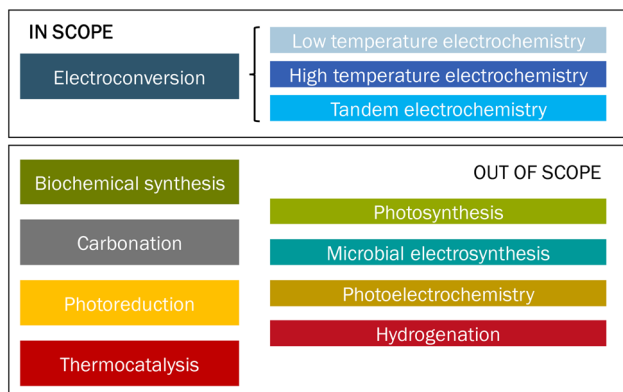 IN SCOPE
Electroconversion
Low temperature electrochemistry
High temperature electrochemistry
Tandem electrochemistry
OUT OF SCOPE
Biochemical synthesis
Carbonation
Photoreduction
Thermocatalysis
Photosynthesis
Microbial electrosynthesis
Photoelectrochemistry
Hydrogenation